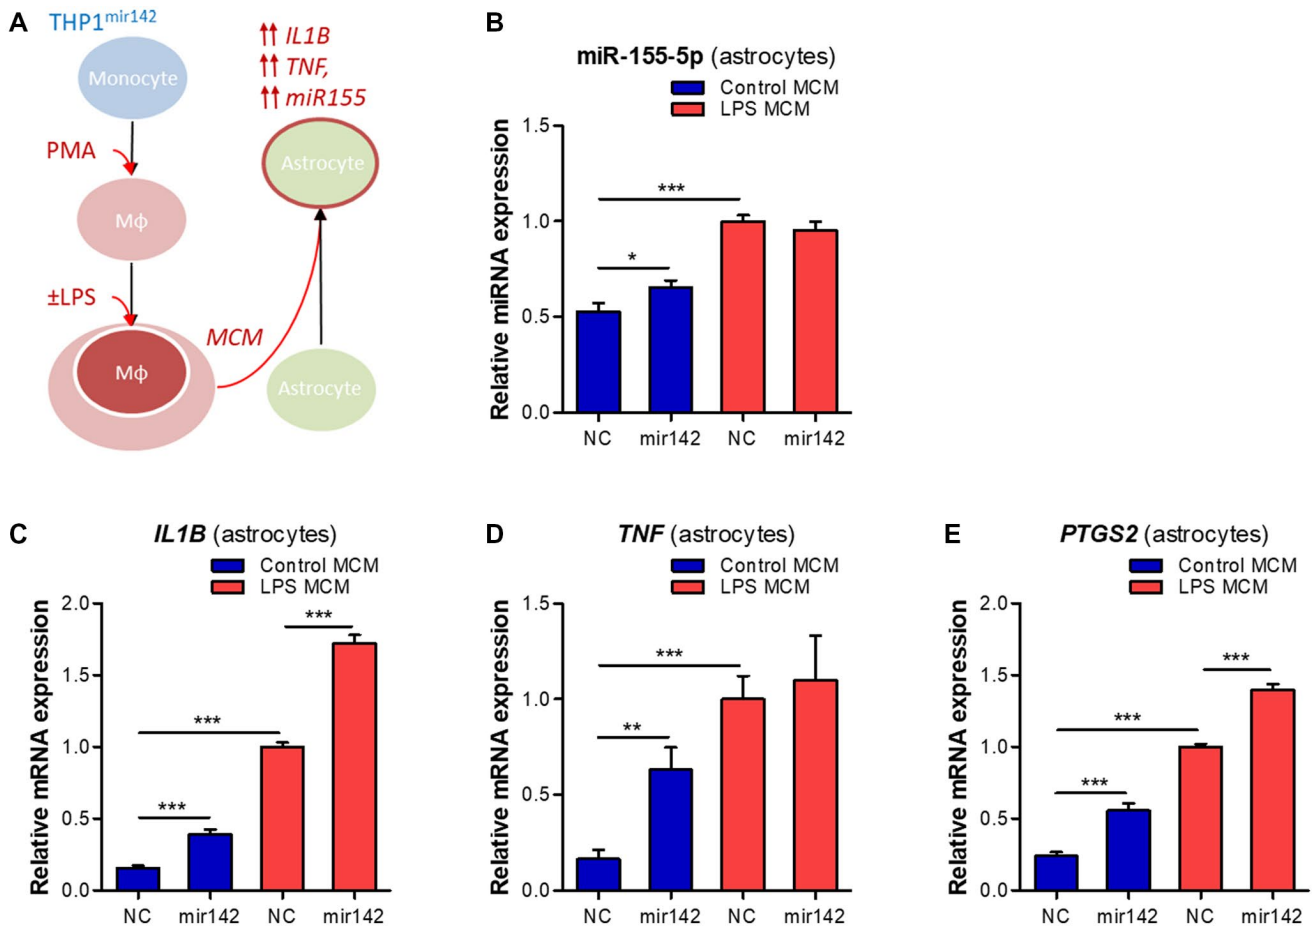 A
THP1mir142
Monocyte
PMA
Mϕ
±LPS
Mϕ
MCM
↑↑ IL1B
↑↑ TNF,
↑↑ miR155
Astrocyte
Astrocyte
B
miR-155-5p (astrocytes)
Control MCM
LPS MCM
Relative miRNA expression
1.5
1.0
0.5
0.0
***
*
NC mir142 NC mir142
C
IL1B (astrocytes)
Control MCM
LPS MCM
Relative mRNA expression
2.0
1.5
1.0
0.5
0.0
***
***
***
NC mir142 NC mir142
D
TNF (astrocytes)
Control MCM
LPS MCM
Relative mRNA expression
1.5
1.0
0.5
0.0
***
**
NC mir142 NC mir142
E
PTGS2 (astrocytes)
Control MCM
LPS MCM
Relative mRNA expression
2.0
1.5
1.0
0.5
0.0
***
***
***
NC mir142 NC mir142